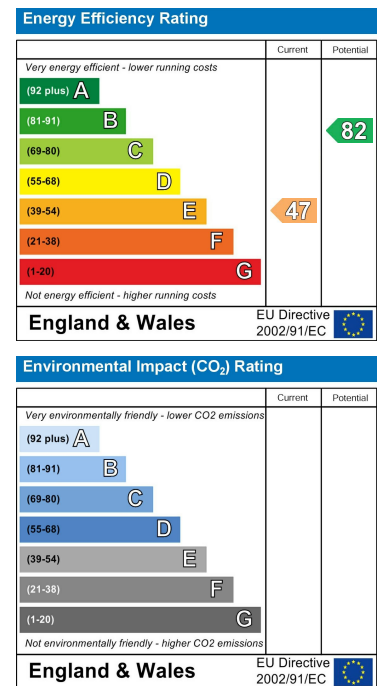 Energy Efficiency Rating
Current Potential
Very energy efficient - lower running costs
(92 plus) A
(81-91) B
82
(69-80) C
(55-68) D
(39-54) E
47
(21-38) F
(1-20) G
Not energy efficient - higher running costs
England & Wales
EU Directive
2002/91/EC
Environmental Impact (CO₂) Rating
Current Potential
Very environmentally friendly - lower CO2 emissions
(92 plus) A
(81-91) B
(69-80) C
(55-68) D
(39-54) E
(21-38) F
(1-20) G
Not environmentally friendly - higher CO2 emissions
England & Wales
EU Directive
2002/91/EC